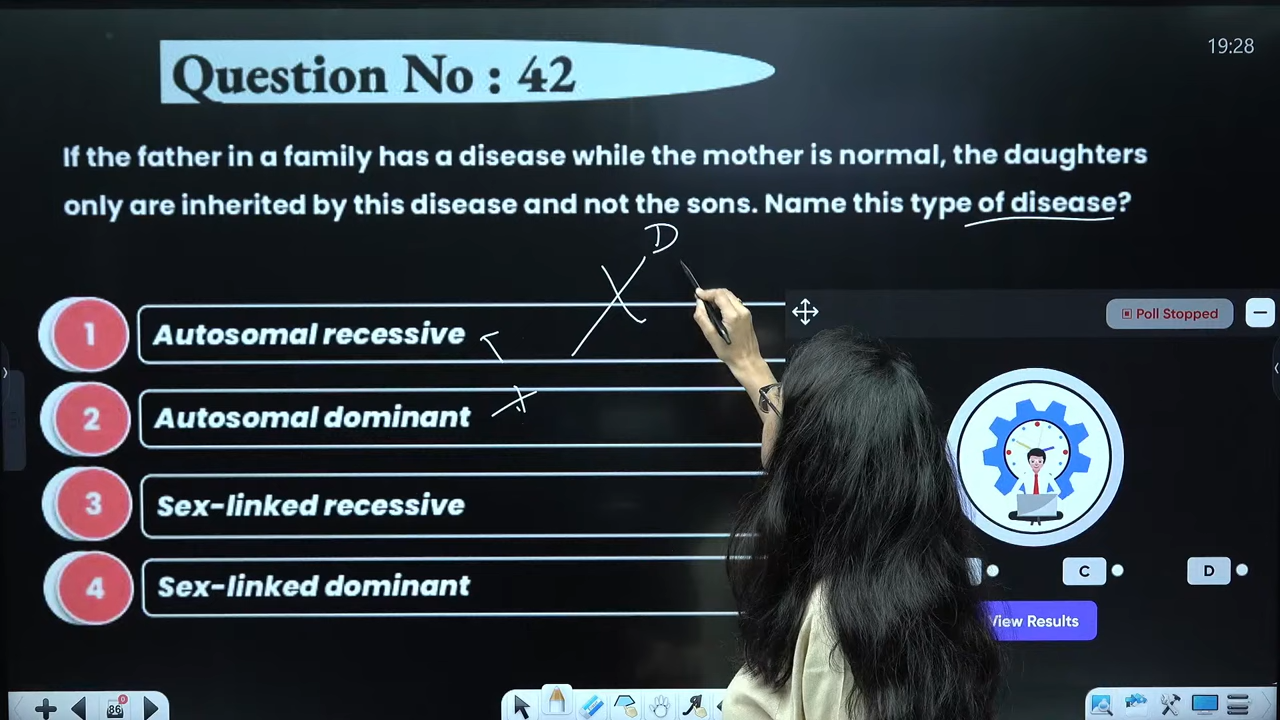 19:28
Question No : 42
If the father in a family has a disease while the mother is normal, the daughters
only are inherited by this disease and not the sons. Name this type of disease?
X D
Poll Stopped
1 Autosomal recessive
2 Autosomal dominant
3 Sex-linked recessive
4 Sex-linked dominant
C
D
View Results
86